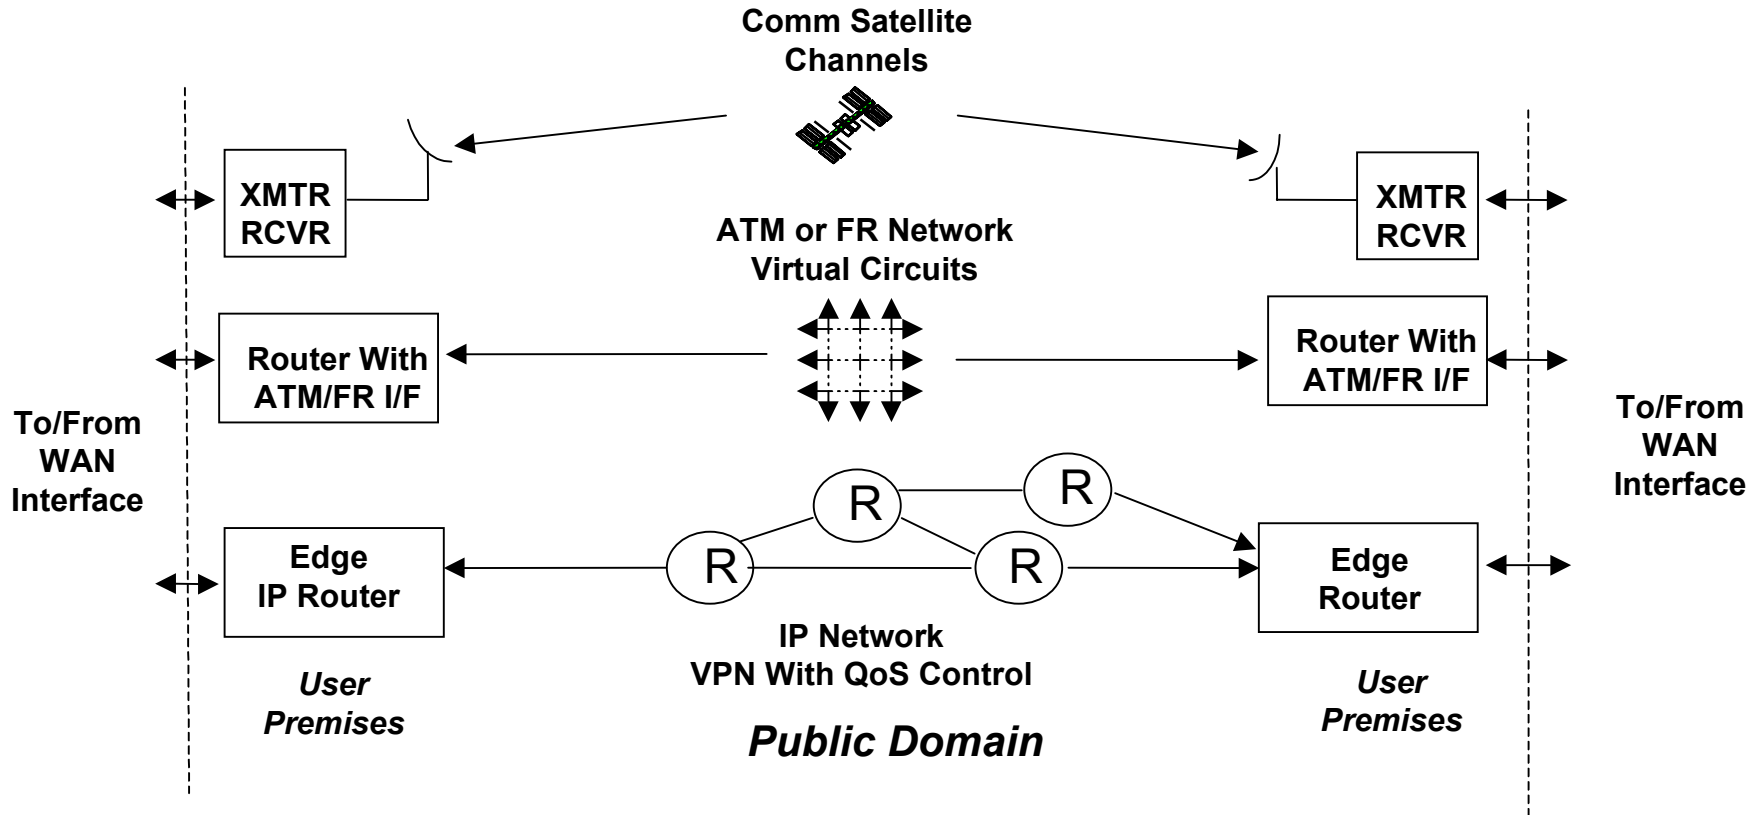 Comm Satellite
Channels
XMTR
RCVR
XMTR
RCVR
ATM or FR Network
Virtual Circuits
Router With
ATM/FR I/F
Router With
ATM/FR I/F
To/From
WAN
Interface
To/From
WAN
Interface
R
R
R
R
Edge
IP Router
Edge
Router
IP Network
VPN With QoS Control
User
Premises
User
Premises
Public Domain